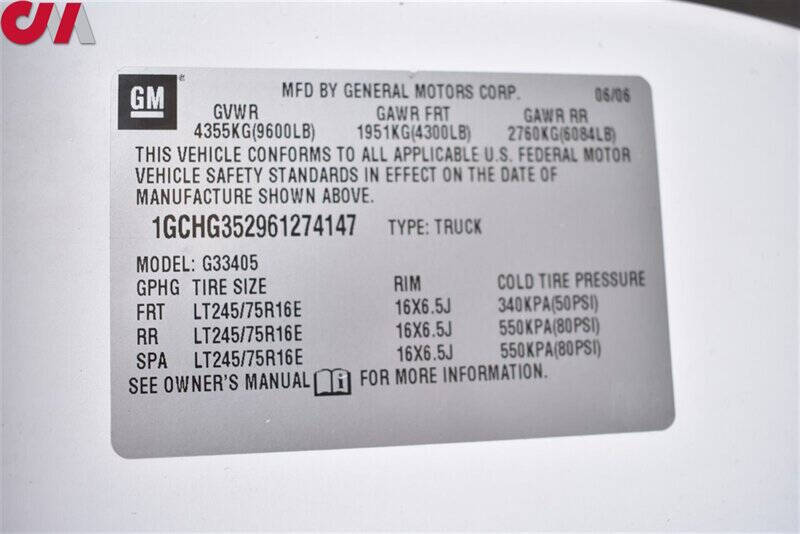 CM
GM
®
MFD BY GENERAL MOTORS CORP. 06/06
GVWR GAWR FRT GAWR RR
4355KG(9600LB) 1951KG(4300LB) 2760KG(6084LB)
THIS VEHICLE CONFORMS TO ALL APPLICABLE U.S. FEDERAL MOTOR
VEHICLE SAFETY STANDARDS IN EFFECT ON THE DATE OF
MANUFACTURE SHOWN ABOVE.
1GCHG352961274147 TYPE: TRUCK
MODEL: G33405
GPHG TIRE SIZE RIM COLD TIRE PRESSURE
FRT LT245/75R16E 16X6.5J 340KPA(50PSI)
RR LT245/75R16E 16X6.5J 550KPA(80PSI)
SPA LT245/75R16E 16X6.5J 550KPA(80PSI)
SEE OWNER'S MANUAL i FOR MORE INFORMATION.